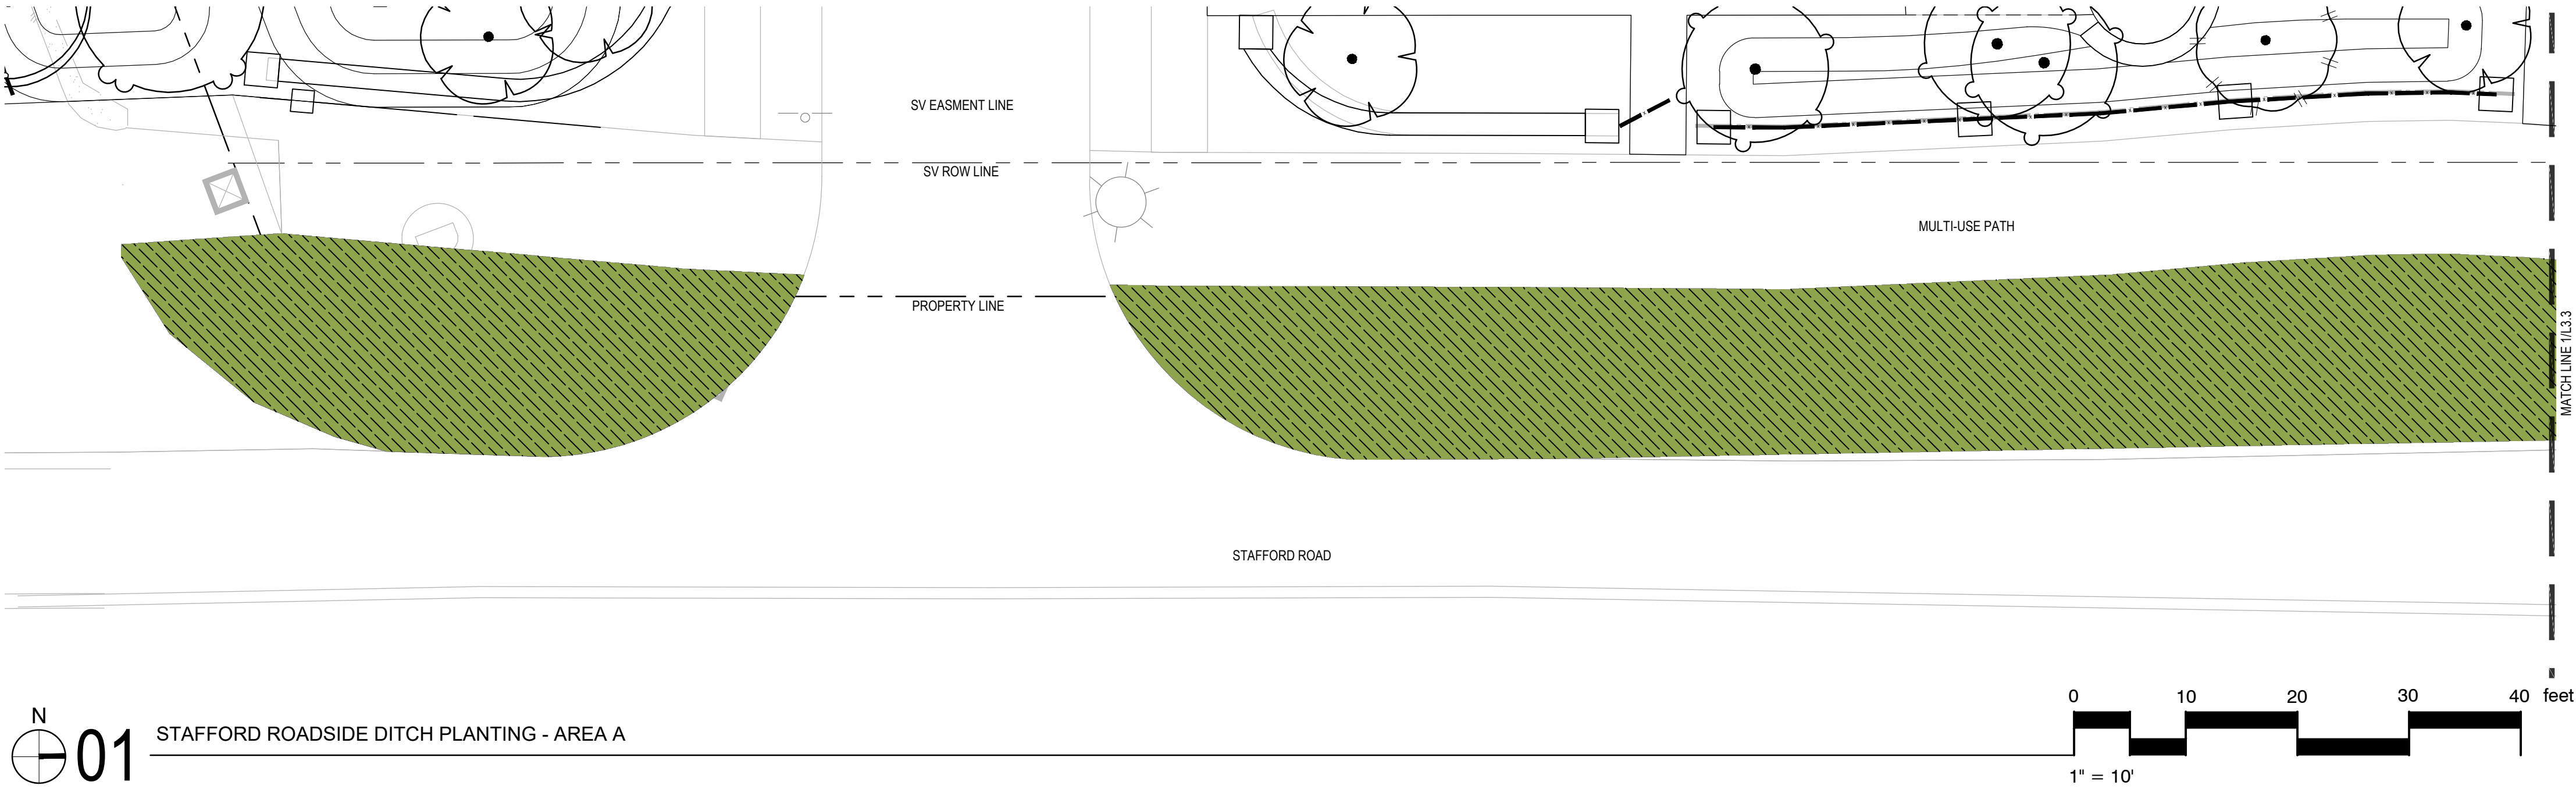 SV EASMENT LINE
SV ROW LINE
MULTI-USE PATH
PROPERTY LINE
MATCH LINE 1/L3.3
STAFFORD ROAD
N
01
STAFFORD ROADSIDE DITCH PLANTING - AREA A
0 10 20 30 40 feet
1" = 10'